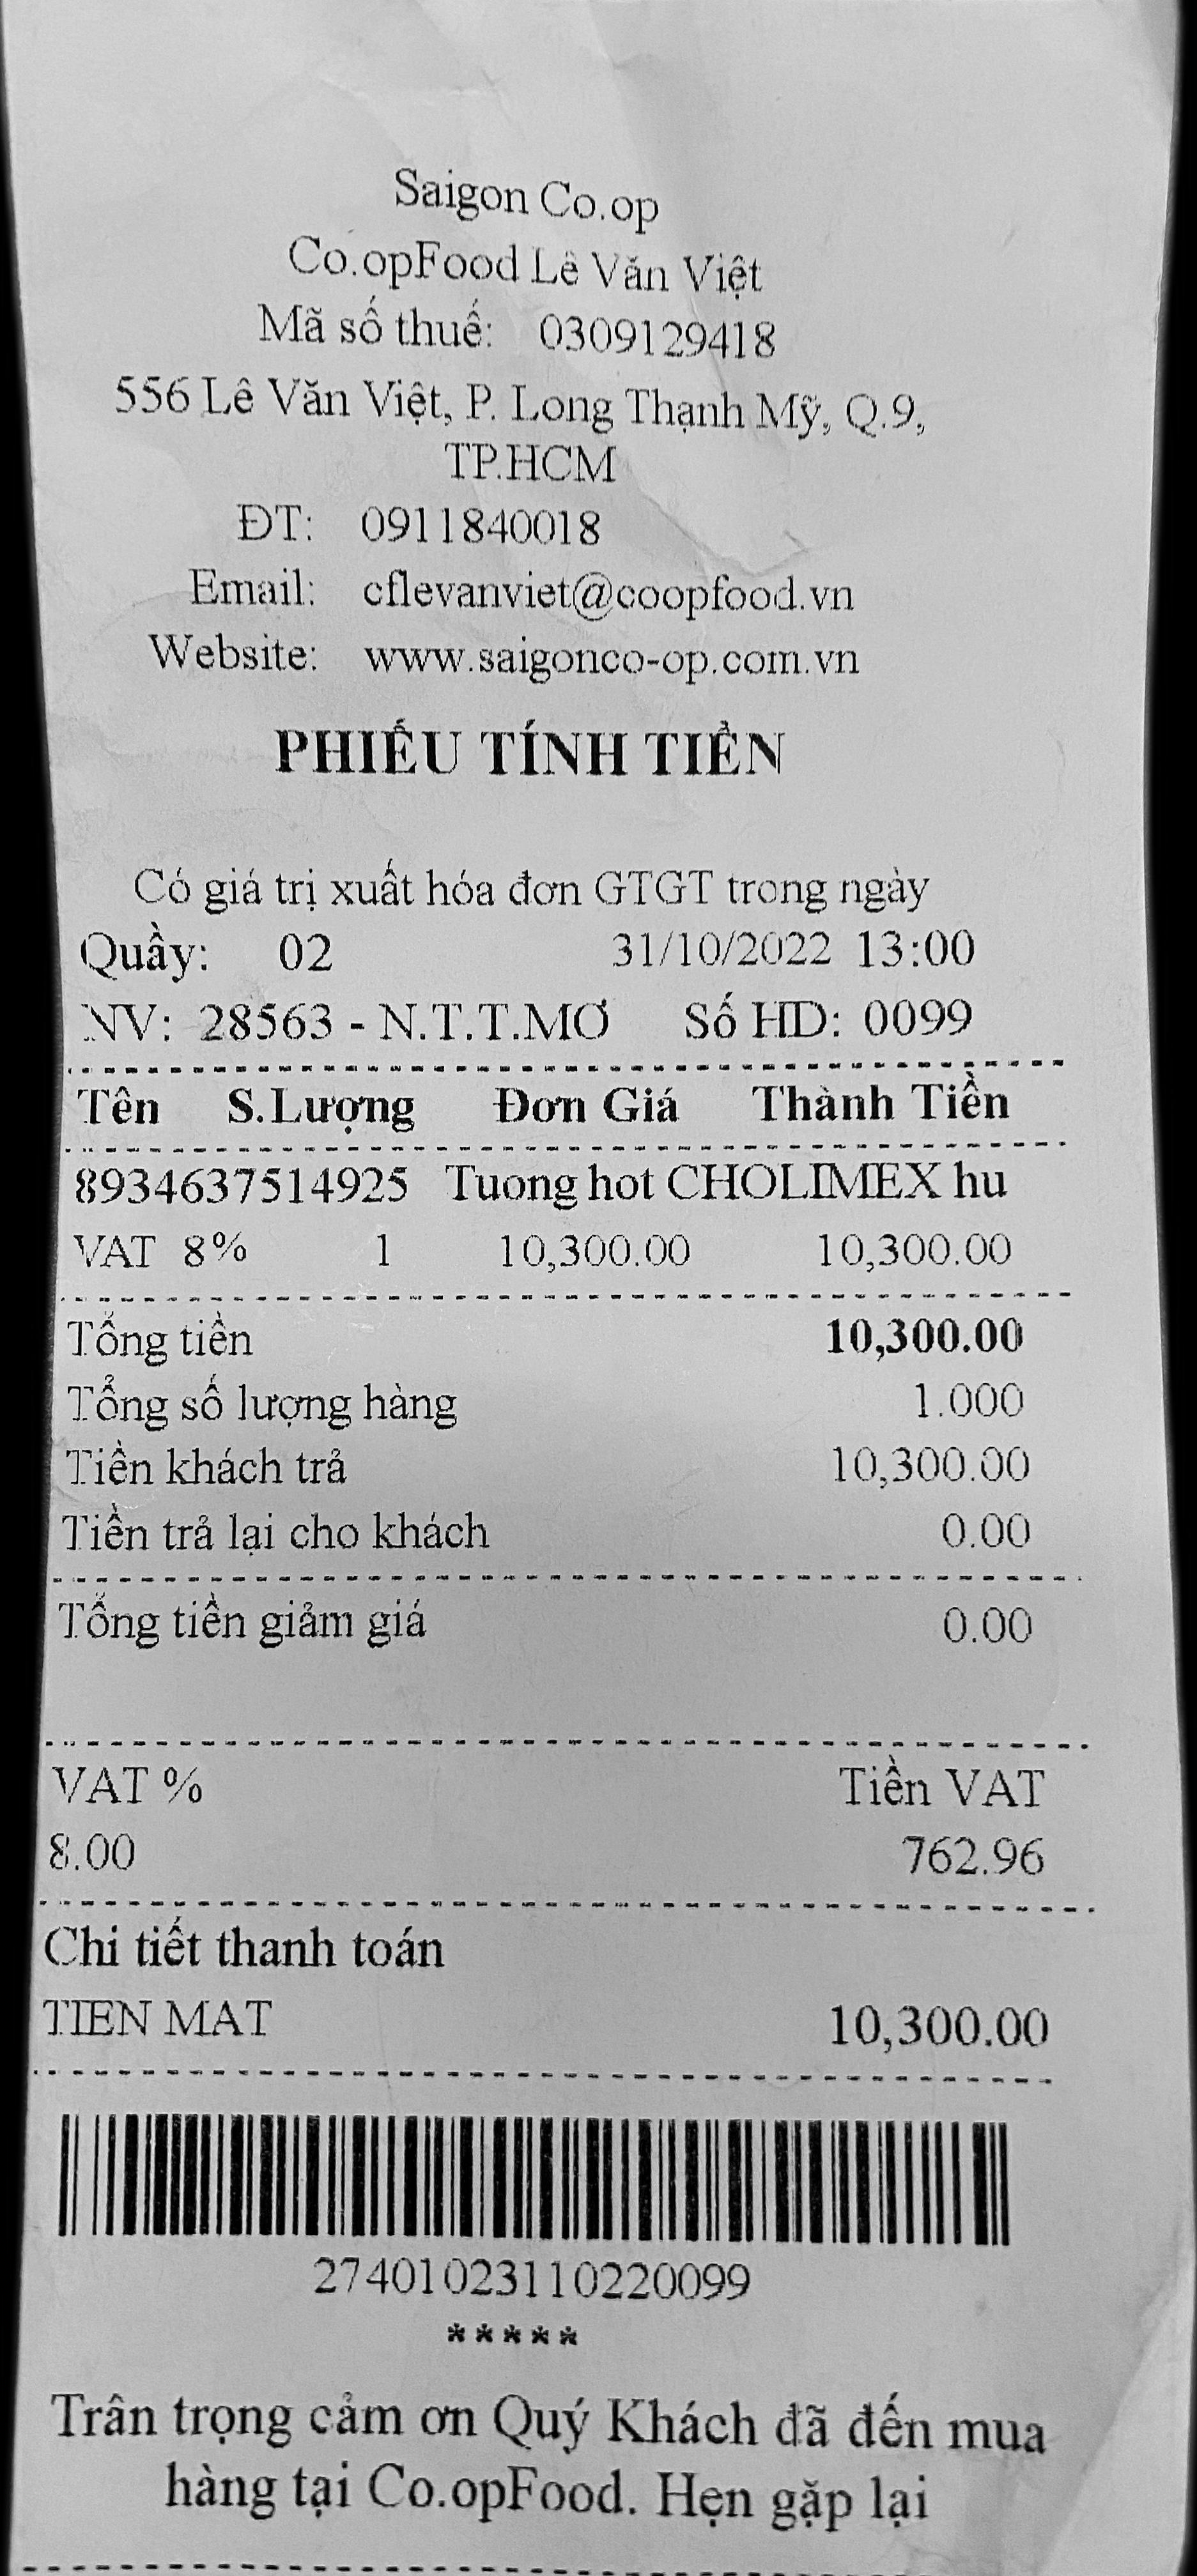 Saigon Co.op
Co.opFood Lê Văn Việt
Mã số thuế: 0309129418
556 Lê Văn Việt, P. Long Thạnh Mỹ, Q.9,
TP.HCM
ĐT: 0911840018
Email: cflevanviet@coopfood.vn
Website: www.saigonco-op.com.vn
PHIẾU TÍNH TIỀN
Có giá trị xuất hóa đơn GTGT trong ngày
Quầy: 02 31/10/2022 13:00
NV: 28563 - N.T.T.MƠ Số HD: 0099
Tên S.Lượng Đơn Giá Thành Tiền
8934637514925 Tuong hot CHOLIMEX hu
VAT 8% 1 10,300.00 10,300.00
Tổng tiền 10,300.00
Tổng số lượng hàng 1.000
Tiền khách trả 10,300.00
Tiền trả lại cho khách 0.00
Tổng tiền giảm giá 0.00
VAT % Tiền VAT
8.00 762.96
Chi tiết thanh toán
TIEN MAT 10,300.00
27401023110220099
*****
Trân trọng cảm ơn Quý Khách đã đến mua
hàng tại Co.opFood. Hẹn gặp lại